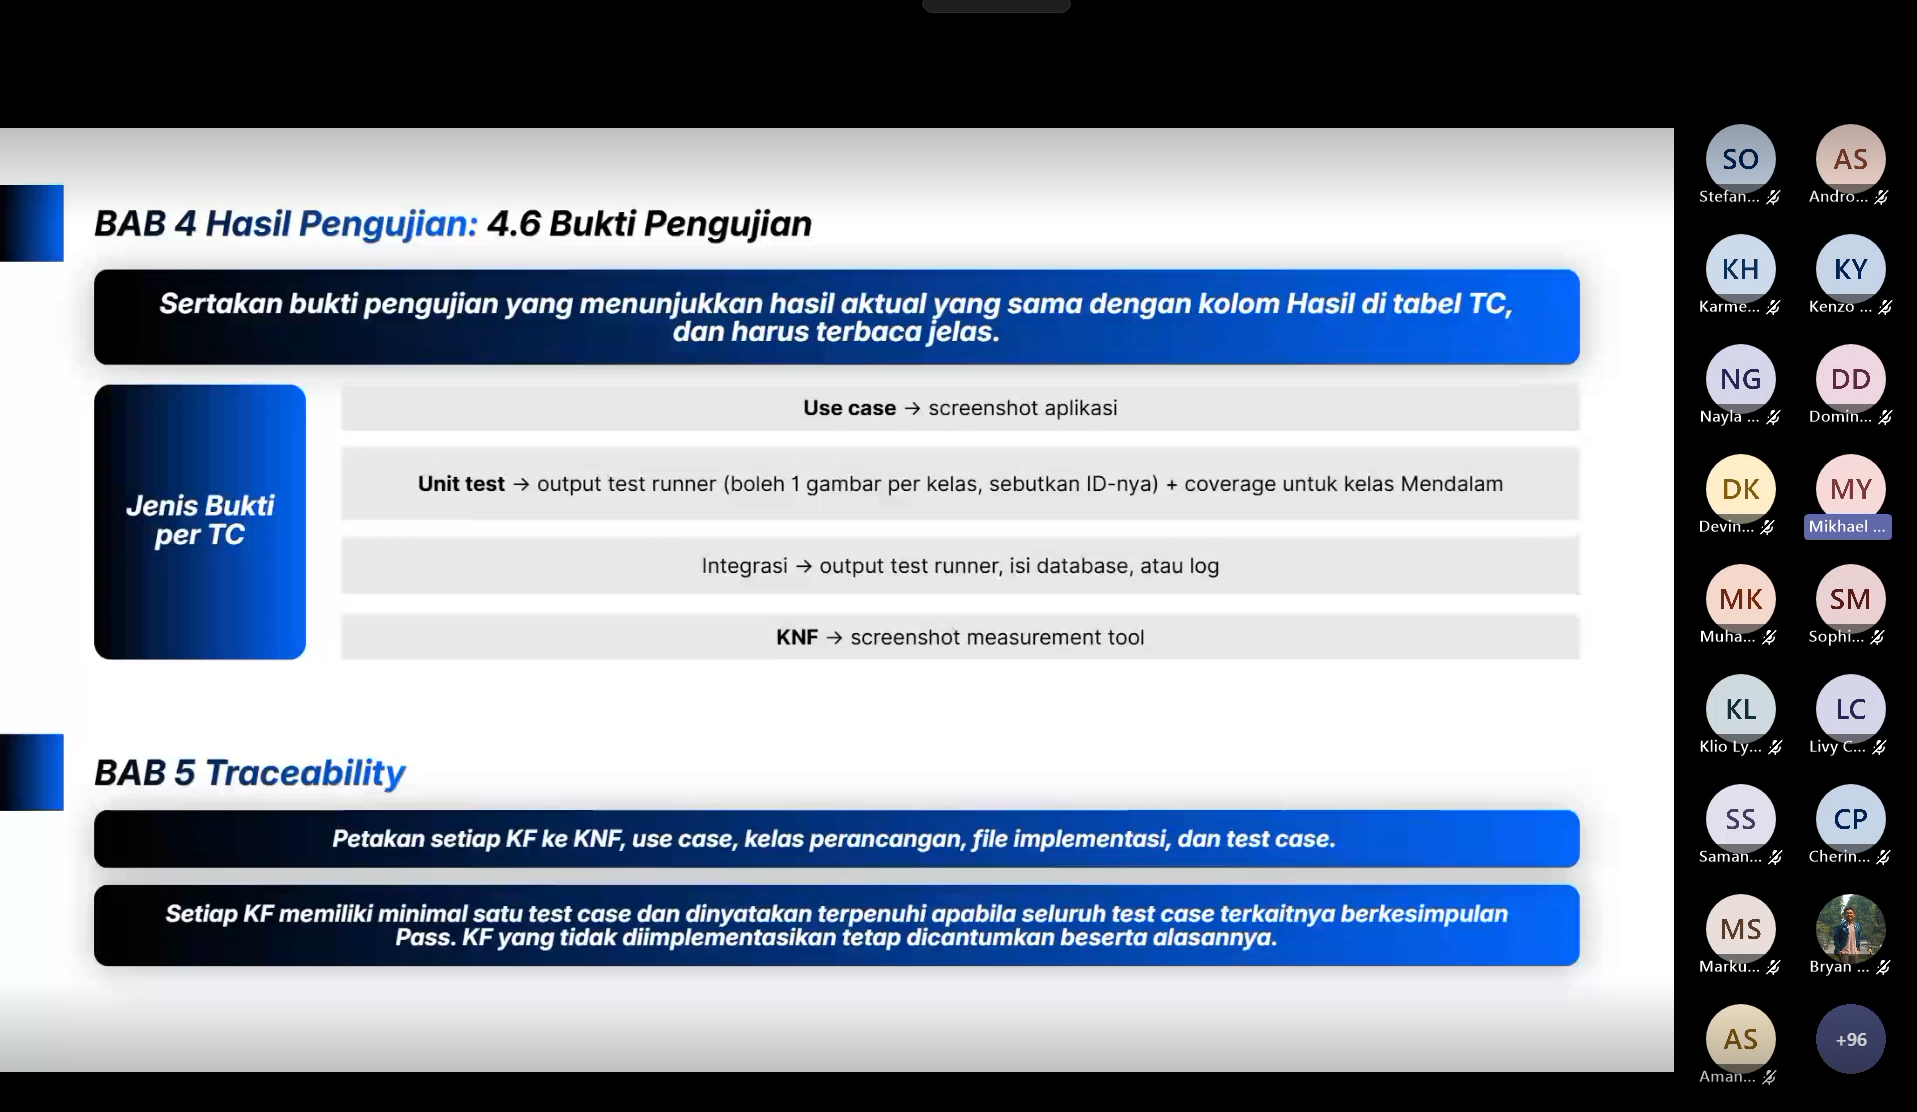 BAB 4 Hasil Pengujian: 4.6 Bukti Pengujian
Sertakan bukti pengujian yang menunjukkan hasil aktual yang sama dengan kolom Hasil di tabel TC,
dan harus terbaca jelas.
Jenis Bukti
per TC
Use case → screenshot aplikasi
Unit test → output test runner (boleh 1 gambar per kelas, sebutkan ID-nya) + coverage untuk kelas Mendalam
Integrasi → output test runner, isi database, atau log
KNF → screenshot measurement tool
BAB 5 Traceability
Petakan setiap KF ke KNF, use case, kelas perancangan, file implementasi, dan test case.
Setiap KF memiliki minimal satu test case dan dinyatakan terpenuhi apabila seluruh test case terkaitnya berkesimpulan
Pass. KF yang tidak diimplementasikan tetap dicantumkan beserta alasannya.
SO AS
Stefan... Andro...
KH KY
Karme... Kenzo ...
NG DD
Nayla ... Domin...
DK MY
Devin... Mikhael ...
MK SM
Muha... Sophi...
KL LC
Klio Ly... Livy C...
SS CP
Saman... Cherin...
MS
Marku... Bryan ...
AS +96
Aman...